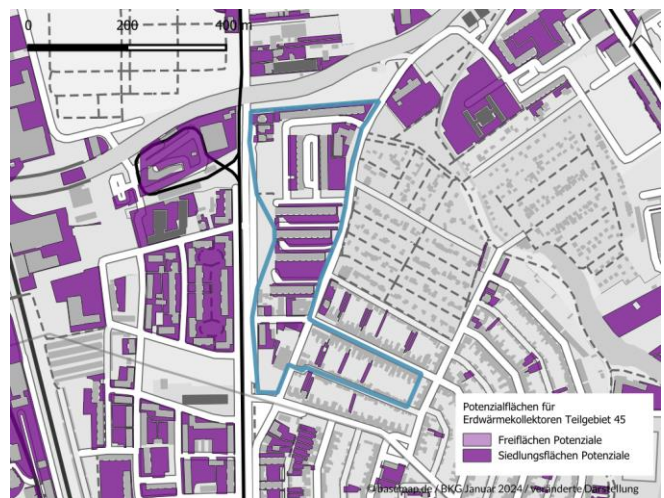 0 200 400 m
Potenzialflächen für
Erdwärmekollektoren Teilgebiet 45
Freiflächen Potenziale
Siedlungsflächen Potenziale
© basemap.de / BKG Januar 2024 / veränderte Darstellung